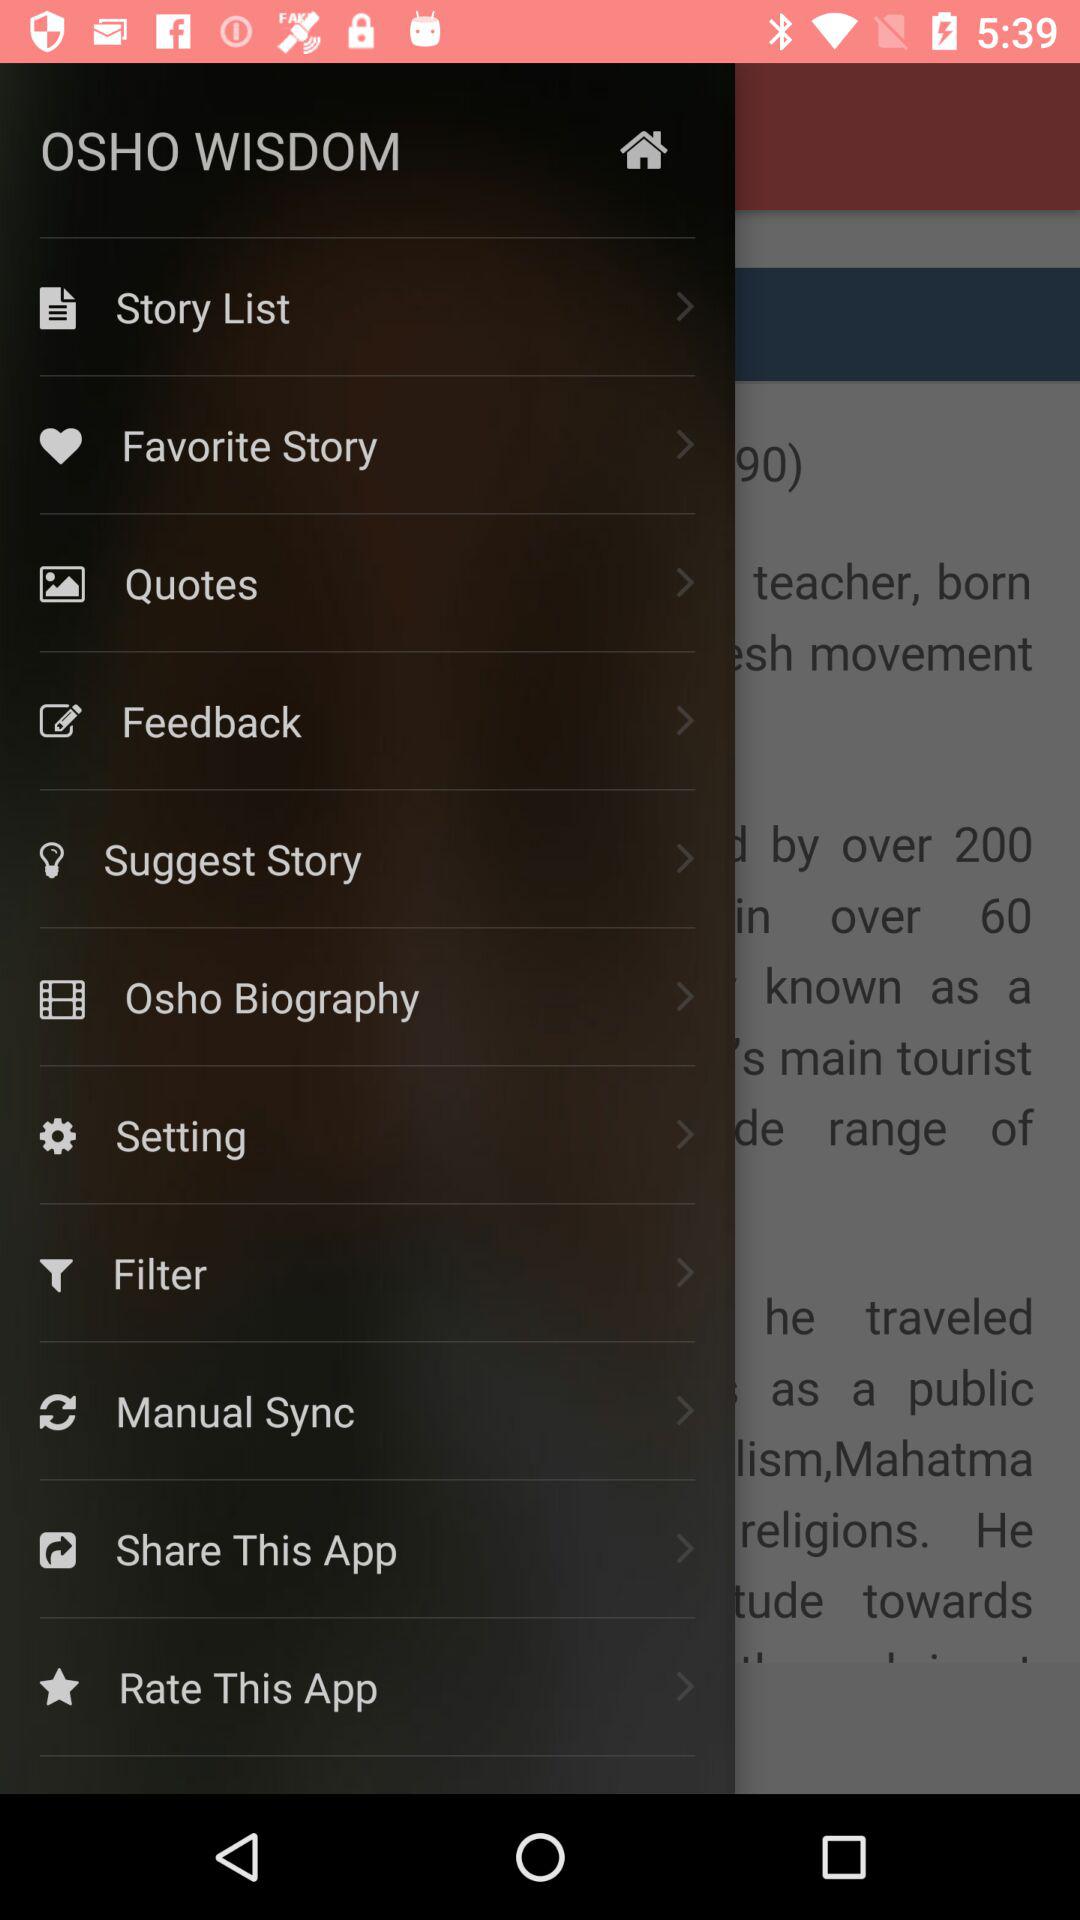 FAKE
5:39
OSHO WISDOM
Story List
Favorite Story
Quotes
Feedback
Suggest Story
Osho Biography
Setting
Filter
Manual Sync
Share This App
Rate This App
90)
teacher, born
esh movement
d by over 200
in over 60
known as a
’s main tourist
de range of
he traveled
as a public
lism,Mahatma
religions. He
tude towards